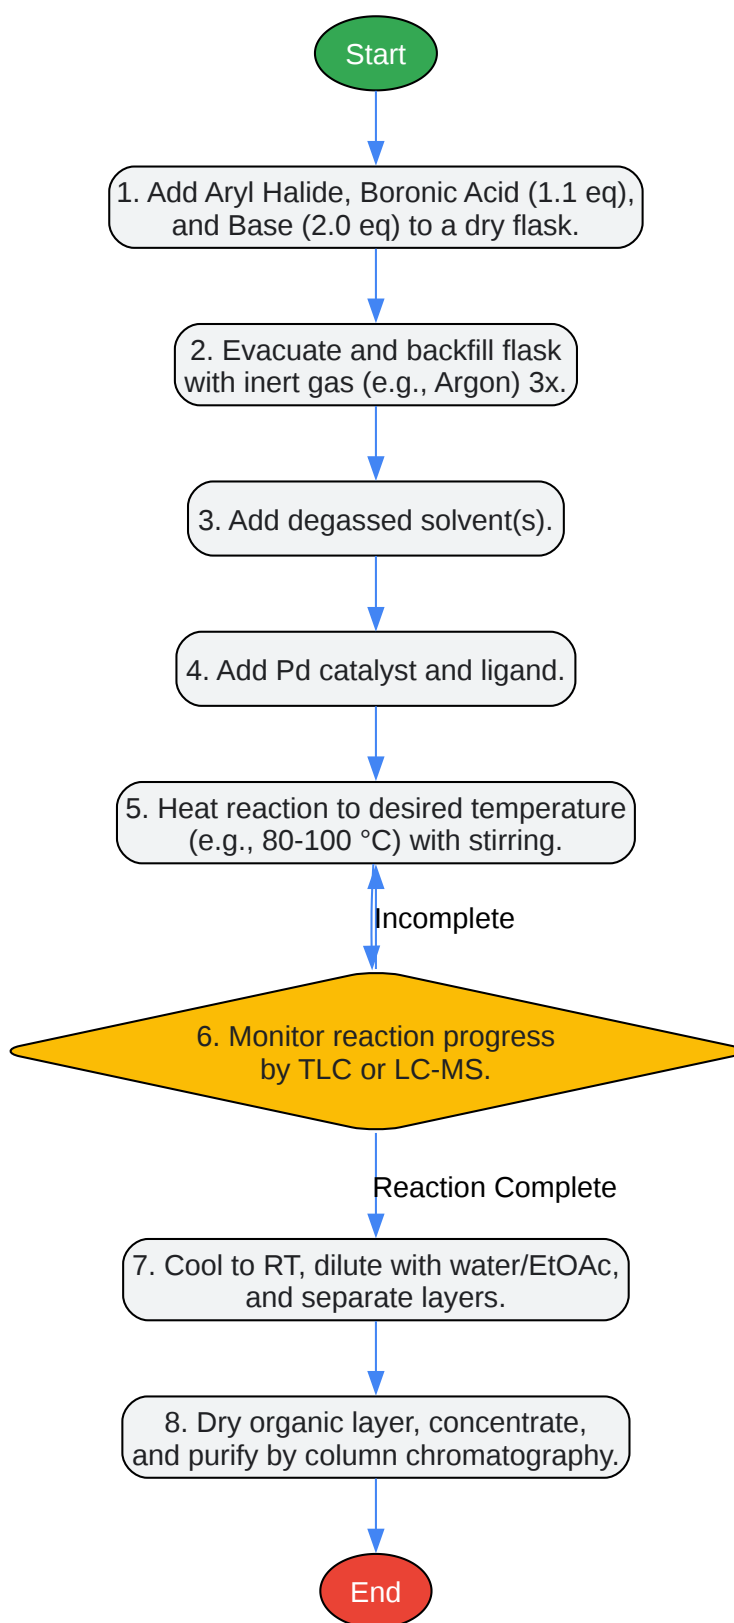 Start
1. Add Aryl Halide, Boronic Acid (1.1 eq),
and Base (2.0 eq) to a dry flask.
2. Evacuate and backfill flask
with inert gas (e.g., Argon) 3x.
3. Add degassed solvent(s).
4. Add Pd catalyst and ligand.
5. Heat reaction to desired temperature
(e.g., 80-100 °C) with stirring.
Incomplete
6. Monitor reaction progress
by TLC or LC-MS.
Reaction Complete
7. Cool to RT, dilute with water/EtOAc,
and separate layers.
8. Dry organic layer, concentrate,
and purify by column chromatography.
End